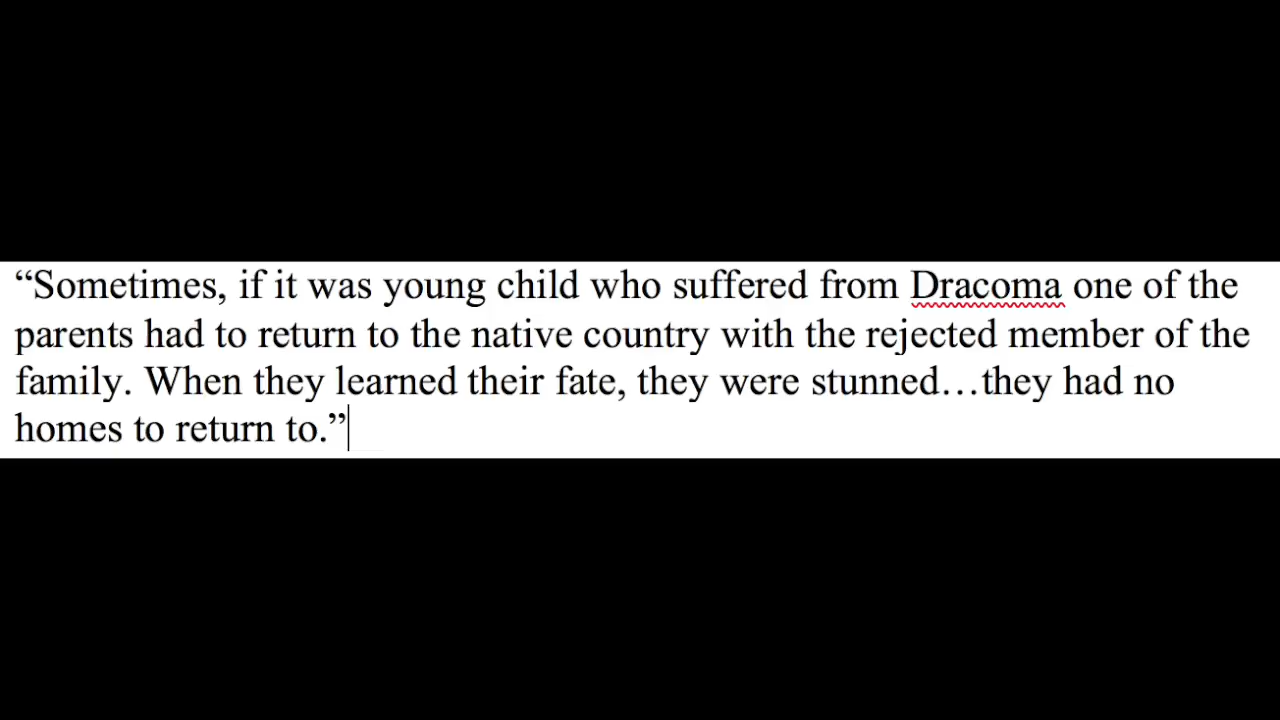 “Sometimes, if it was young child who suffered from Dracoma one of the
parents had to return to the native country with the rejected member of the
family. When they learned their fate, they were stunned…they had no
homes to return to.”